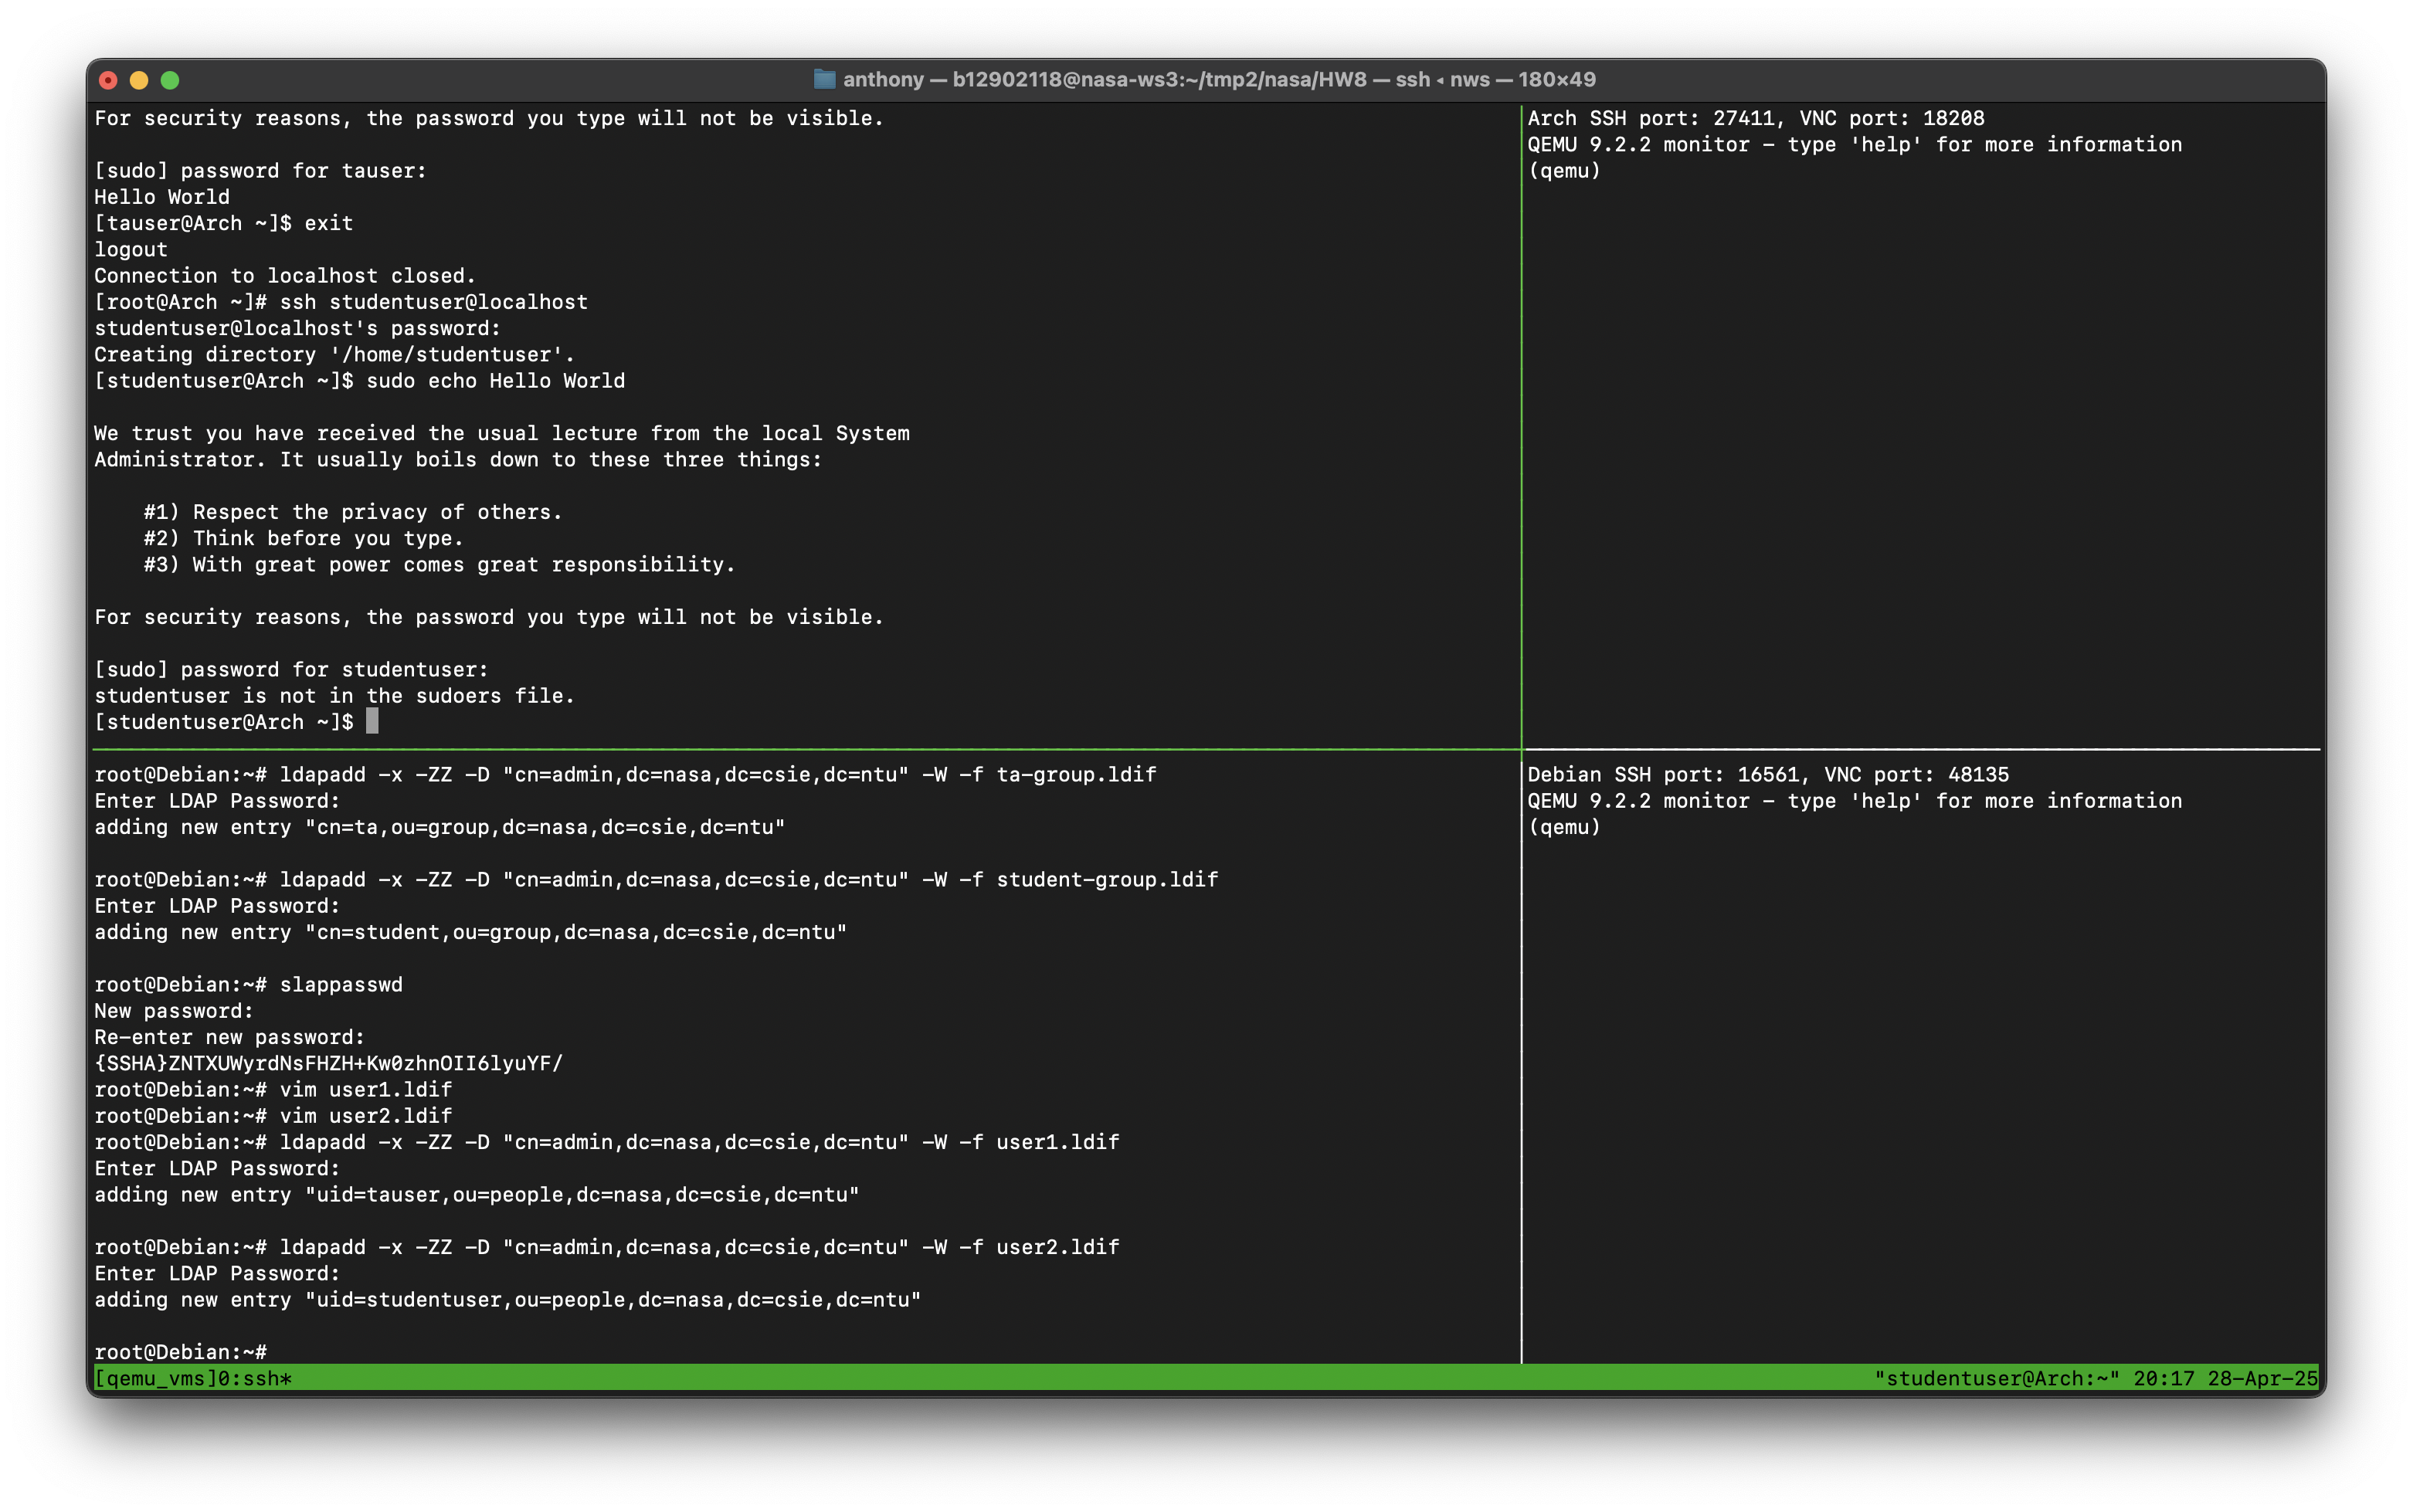 anthony — b12902118@nasa-ws3:~/tmp2/nasa/HW8 — ssh ◂ nws — 180×49
For security reasons, the password you type will not be visible.
[sudo] password for tauser:
Hello World
[tauser@Arch ~]$ exit
logout
Connection to localhost closed.
[root@Arch ~]# ssh studentuser@localhost
studentuser@localhost's password:
Creating directory '/home/studentuser'.
[studentuser@Arch ~]$ sudo echo Hello World
We trust you have received the usual lecture from the local System
Administrator. It usually boils down to these three things:
#1) Respect the privacy of others.
#2) Think before you type.
#3) With great power comes great responsibility.
For security reasons, the password you type will not be visible.
[sudo] password for studentuser:
studentuser is not in the sudoers file.
[studentuser@Arch ~]$
Arch SSH port: 27411, VNC port: 18208
QEMU 9.2.2 monitor - type 'help' for more information
(qemu)
root@Debian:~# ldapadd -x -ZZ -D "cn=admin,dc=nasa,dc=csie,dc=ntu" -W -f ta-group.ldif
Enter LDAP Password:
adding new entry "cn=ta,ou=group,dc=nasa,dc=csie,dc=ntu"
root@Debian:~# ldapadd -x -ZZ -D "cn=admin,dc=nasa,dc=csie,dc=ntu" -W -f student-group.ldif
Enter LDAP Password:
adding new entry "cn=student,ou=group,dc=nasa,dc=csie,dc=ntu"
root@Debian:~# slappasswd
New password:
Re-enter new password:
{SSHA}ZNTXUWyrdNsFHZH+Kw0zhnOII6lyuYF/
root@Debian:~# vim user1.ldif
root@Debian:~# vim user2.ldif
root@Debian:~# ldapadd -x -ZZ -D "cn=admin,dc=nasa,dc=csie,dc=ntu" -W -f user1.ldif
Enter LDAP Password:
adding new entry "uid=tauser,ou=people,dc=nasa,dc=csie,dc=ntu"
root@Debian:~# ldapadd -x -ZZ -D "cn=admin,dc=nasa,dc=csie,dc=ntu" -W -f user2.ldif
Enter LDAP Password:
adding new entry "uid=studentuser,ou=people,dc=nasa,dc=csie,dc=ntu"
root@Debian:~#
Debian SSH port: 16561, VNC port: 48135
QEMU 9.2.2 monitor - type 'help' for more information
(qemu)
[qemu_vms]0:ssh* "studentuser@Arch:~" 20:17 28-Apr-25